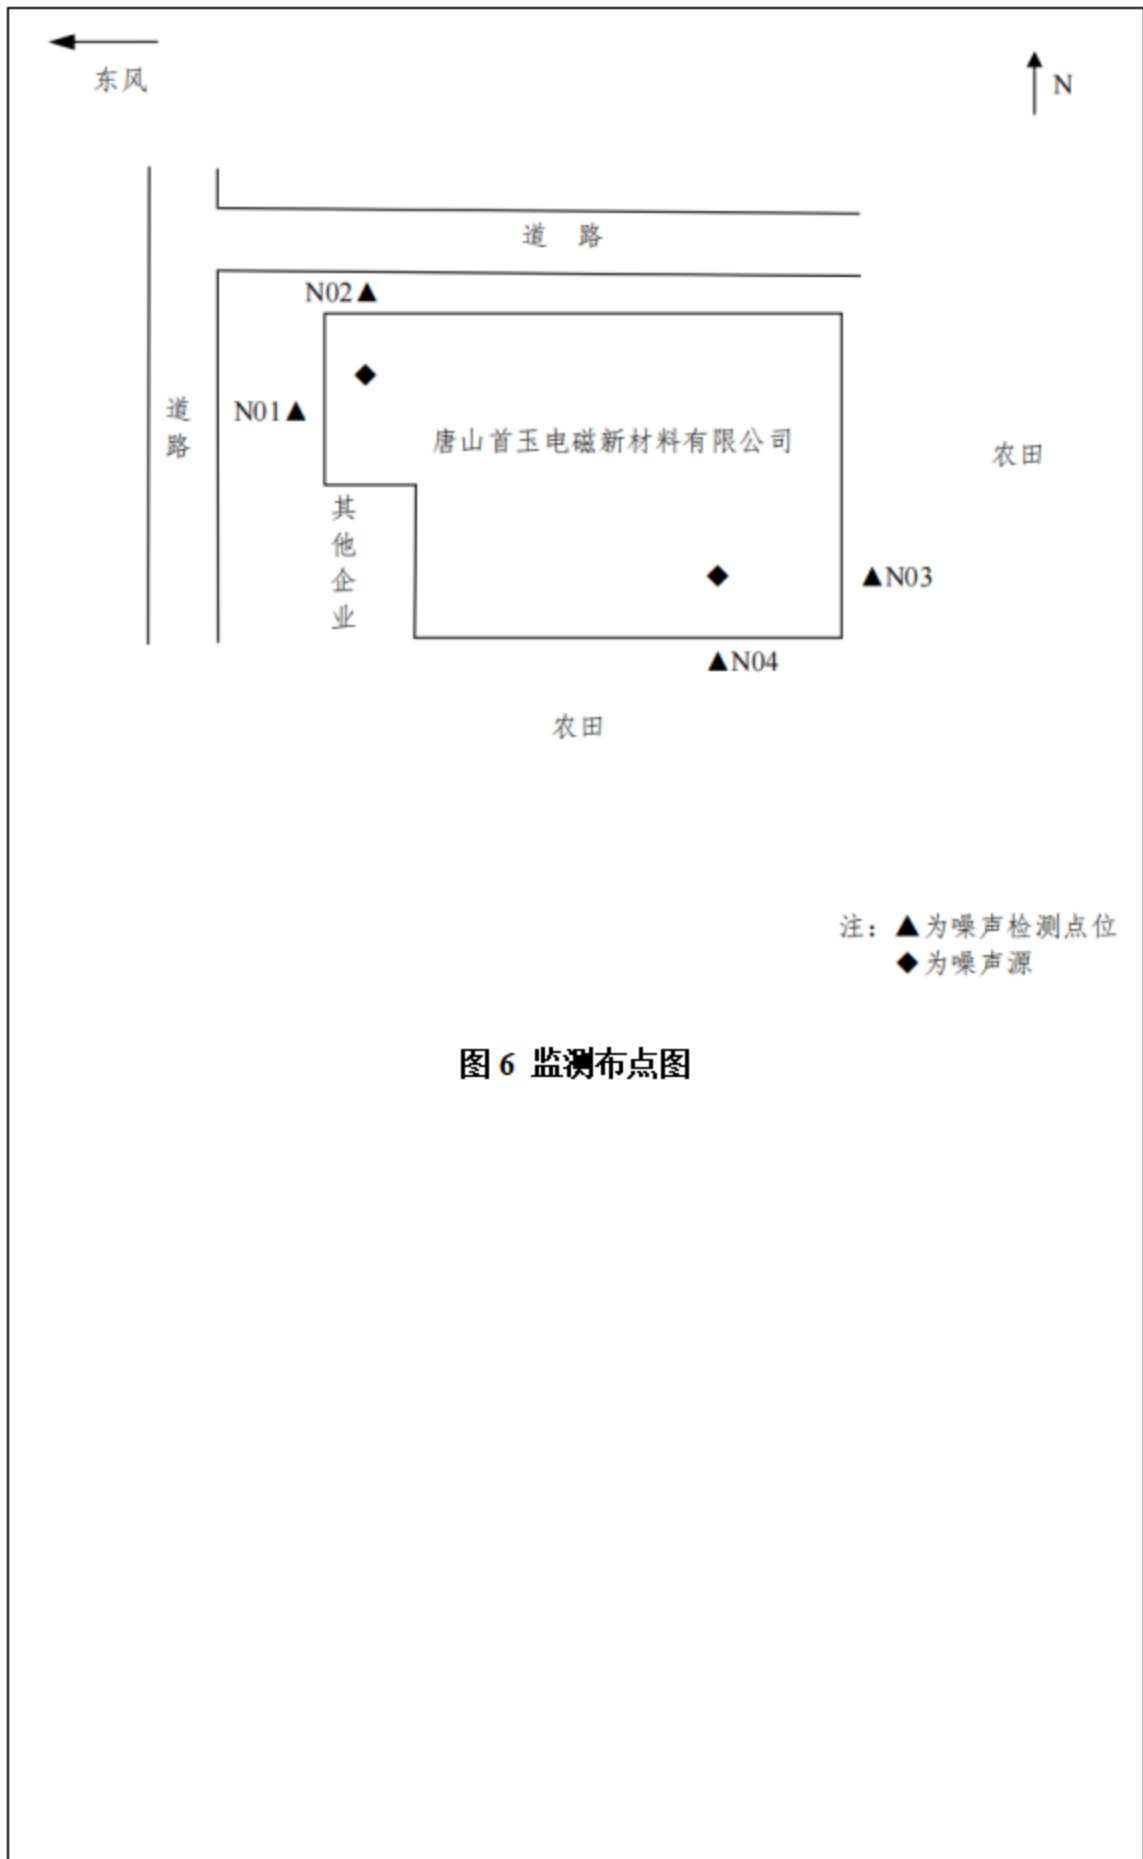 东风
N
道 路
N02▲
N01▲
道路
唐山首玉电磁新材料有限公司
农田
其他企业
▲N03
▲N04
农田
注：▲为噪声检测点位
◆为噪声源
图 6 监测布点图